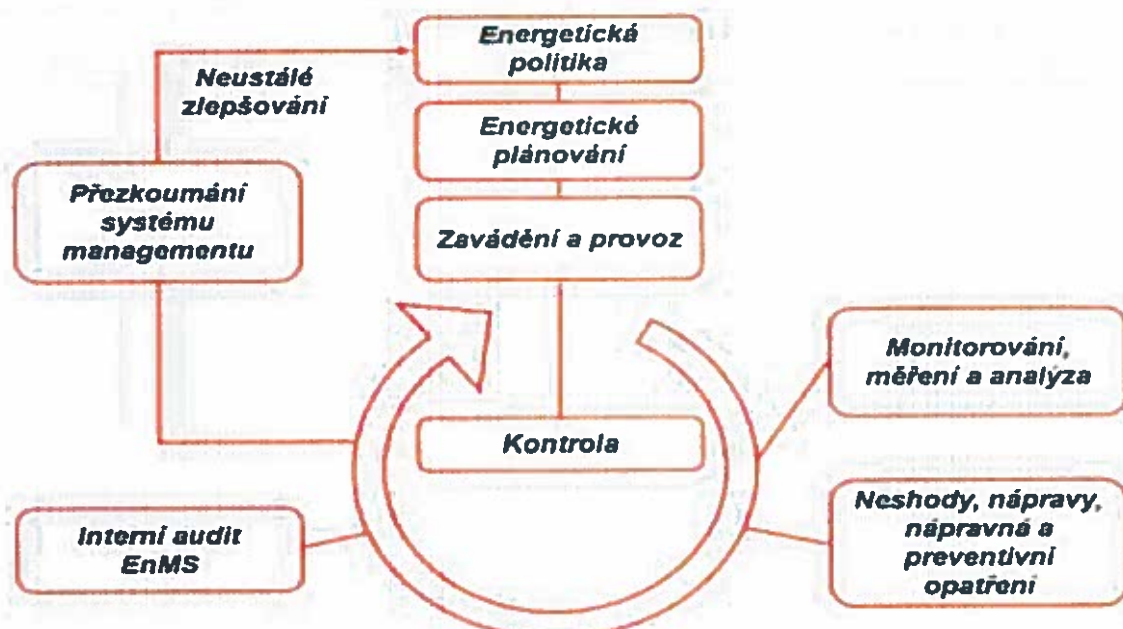 Energetická
politika
Neustálé
zlepšování
Energetické
plánování
Přezkoumání
systému
managementu
Zavádění a provoz
Monitorování,
měření a analýza
Kontrola
Interní audit
EnMS
Neshody, nápravy,
nápravná a
preventivní
opatření